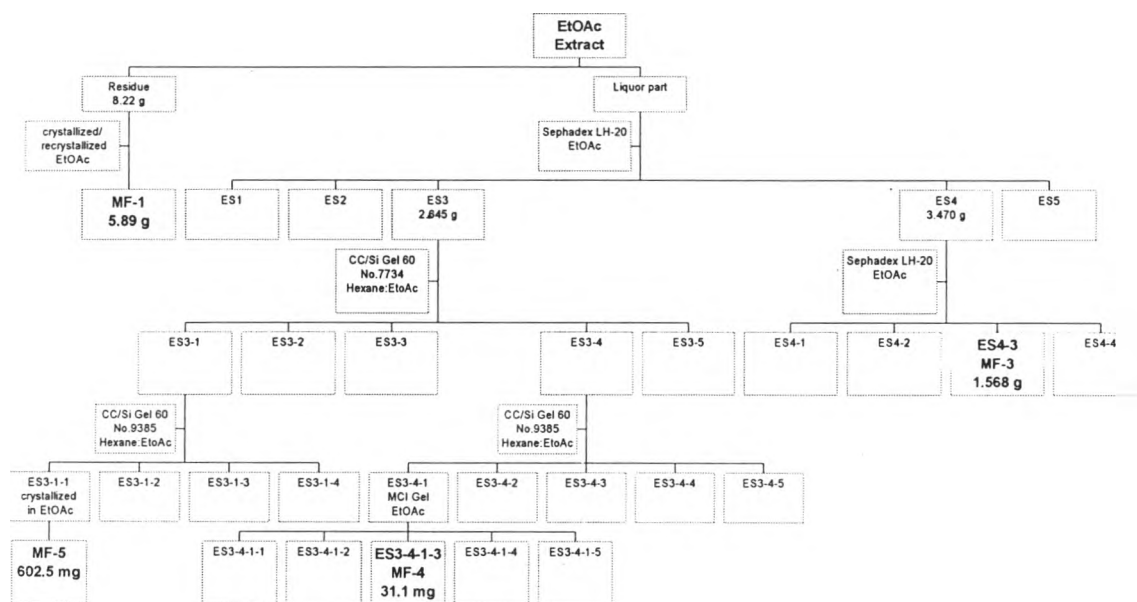 EtOAc
Extract
Residue
8.22 g
Liquor part
crystallized/
recrystallized
EtOAc
Sephadex LH-20
EtOAc
MF-1
5.89 g
ES1
ES2
ES3
2.645 g
ES4
3.470 g
ES5
CC/Si Gel 60
No.7734
Hexane:EtoAc
Sephadex LH-20
EtOAc
ES3-1
ES3-2
ES3-3
ES3-4
ES3-5
ES4-1
ES4-2
ES4-3
MF-3
1.568 g
ES4-4
CC/Si Gel 60
No.9385
Hexane:EtoAc
CC/Si Gel 60
No.9385
Hexane:EtoAc
ES3-1-1
crystallized
in EtOAc
ES3-1-2
ES3-1-3
ES3-1-4
ES3-4-1
MCI Gel
EtOAc
ES3-4-2
ES3-4-3
ES3-4-4
ES3-4-5
MF-5
602.5 mg
ES3-4-1-1
ES3-4-1-2
ES3-4-1-3
MF-4
31.1 mg
ES3-4-1-4
ES3-4-1-5